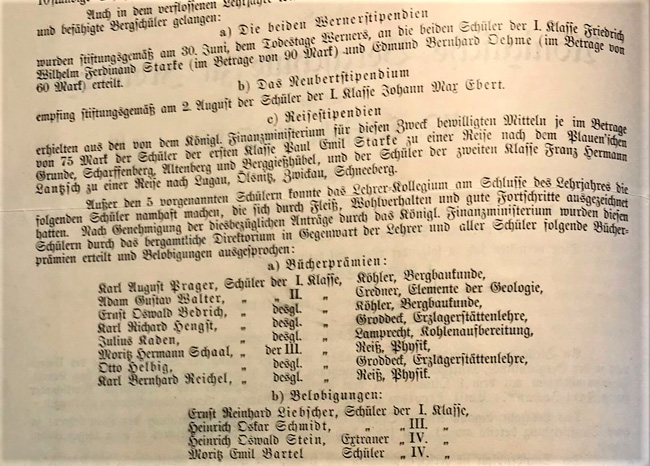 Auch in dem verflossenen Lehrjahre
und befähigte Bergschüler gelangen:
a) Die beiden Wernerstipendien
wurden stiftungsgemäß am 30. Juni, dem Todestage Werners, an die beiden Schüler der I. Klasse Friedrich
Wilhelm Ferdinand Starke (im Betrage von 90 Mark) und Edmund Bernhard Oehme (im Betrage von
60 Mark) erteilt.
b) Das Neubertstipendium
empfing stiftungsgemäß am 2. August der Schüler der I. Klasse Johann Max Ebert.
c) Reisestipendien
erhielten aus den von dem Königl. Finanzministerium für diesen Zweck bewilligten Mitteln je im Betrage
von 75 Mark der Schüler der ersten Klasse Paul Emil Starke zu einer Reise nach dem Plauen'schen
Grunde, Scharffenberg, Altenberg und Berggießhübel, und der Schüler der zweiten Klasse Franz Hermann
Lantzsch zu einer Reise nach Lugau, Ölsnitz, Zwickau, Schneeberg.
Außer den 5 vorgenannten Schülern konnte das Lehrer-Kollegium am Schlusse des Lehrjahres die
folgenden Schüler namhaft machen, die sich durch Fleiß, Wohlverhalten und gute Fortschritte ausgezeichnet
hatten. Nach Genehmigung der diesbezüglichen Anträge durch das Königl. Finanzministerium wurden diesen
Schülern durch das bergamtliche Direktorium in Gegenwart der Lehrer und aller Schüler folgende Bücher-
prämien erteilt und Belobigungen ausgesprochen:
a) Bücherprämien:
Karl August Prager, Schüler der I. Klasse, Köhler, Bergbaukunde,
Adam Gustav Walter, „ „ II. „ Credner, Elemente der Geologie,
Ernst Oswald Bedrich, „ desgl. „ Köhler, Bergbaukunde,
Karl Richard Hengst, „ desgl. „ Groddeck, Erzlagerstättenlehre,
Julius Kaden, „ desgl. „ Lamprecht, Kohlenaufbereitung,
Moritz Hermann Schaal, „ der III. „ Reiß, Physik,
Otto Helbig, „ desgl. „ Groddeck, Erzlagerstättenlehre,
Karl Bernhard Reichel, „ desgl. „ Reiß, Physik.
b) Belobigungen:
Ernst Reinhard Liebscher, Schüler der I. Klasse,
Heinrich Oskar Schmidt, „ „ III. „
Heinrich Oswald Stein, Extraner „ IV. „
Moritz Emil Bartel Schüler „ IV. „